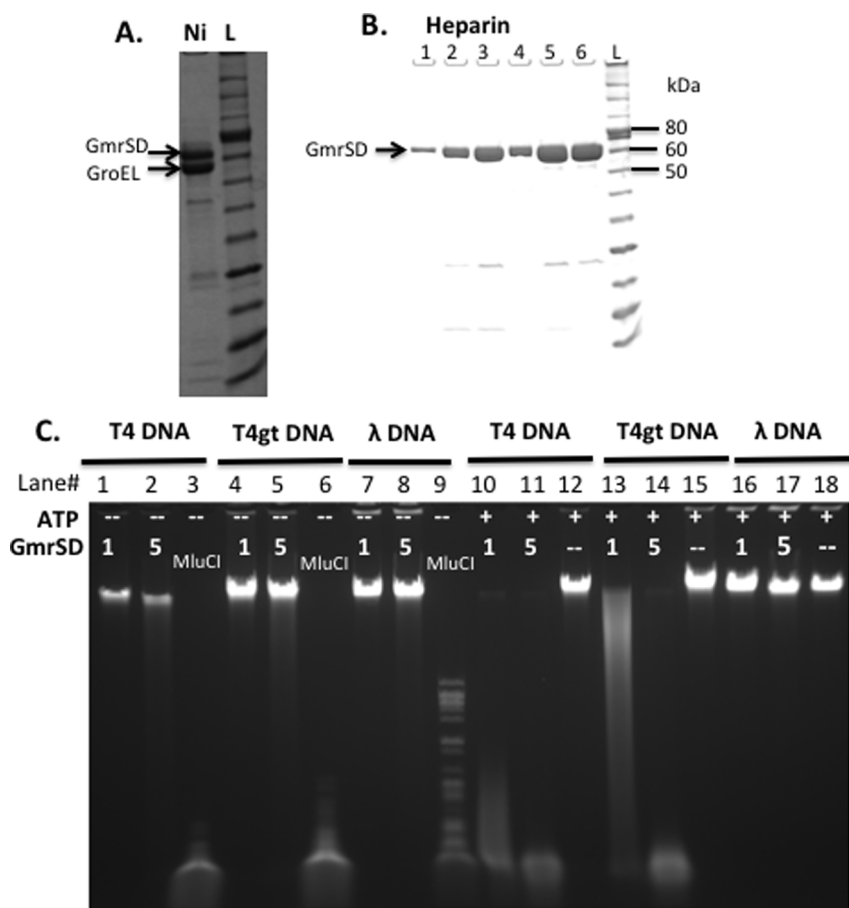 A.
Ni L
GmrSD
GroEL
B.
Heparin
1 2 3 4 5 6 L
kDa
GmrSD
80
60
50
C.
T4 DNA T4gt DNA λ DNA T4 DNA T4gt DNA λ DNA
Lane# 1 2 3 4 5 6 7 8 9 10 11 12 13 14 15 16 17 18
ATP -- -- -- -- -- -- -- -- -- + + + + + + + + +
GmrSD 1 5 MluCI 1 5 MluCI 1 5 MluCI 1 5 -- 1 5 -- 1 5 --